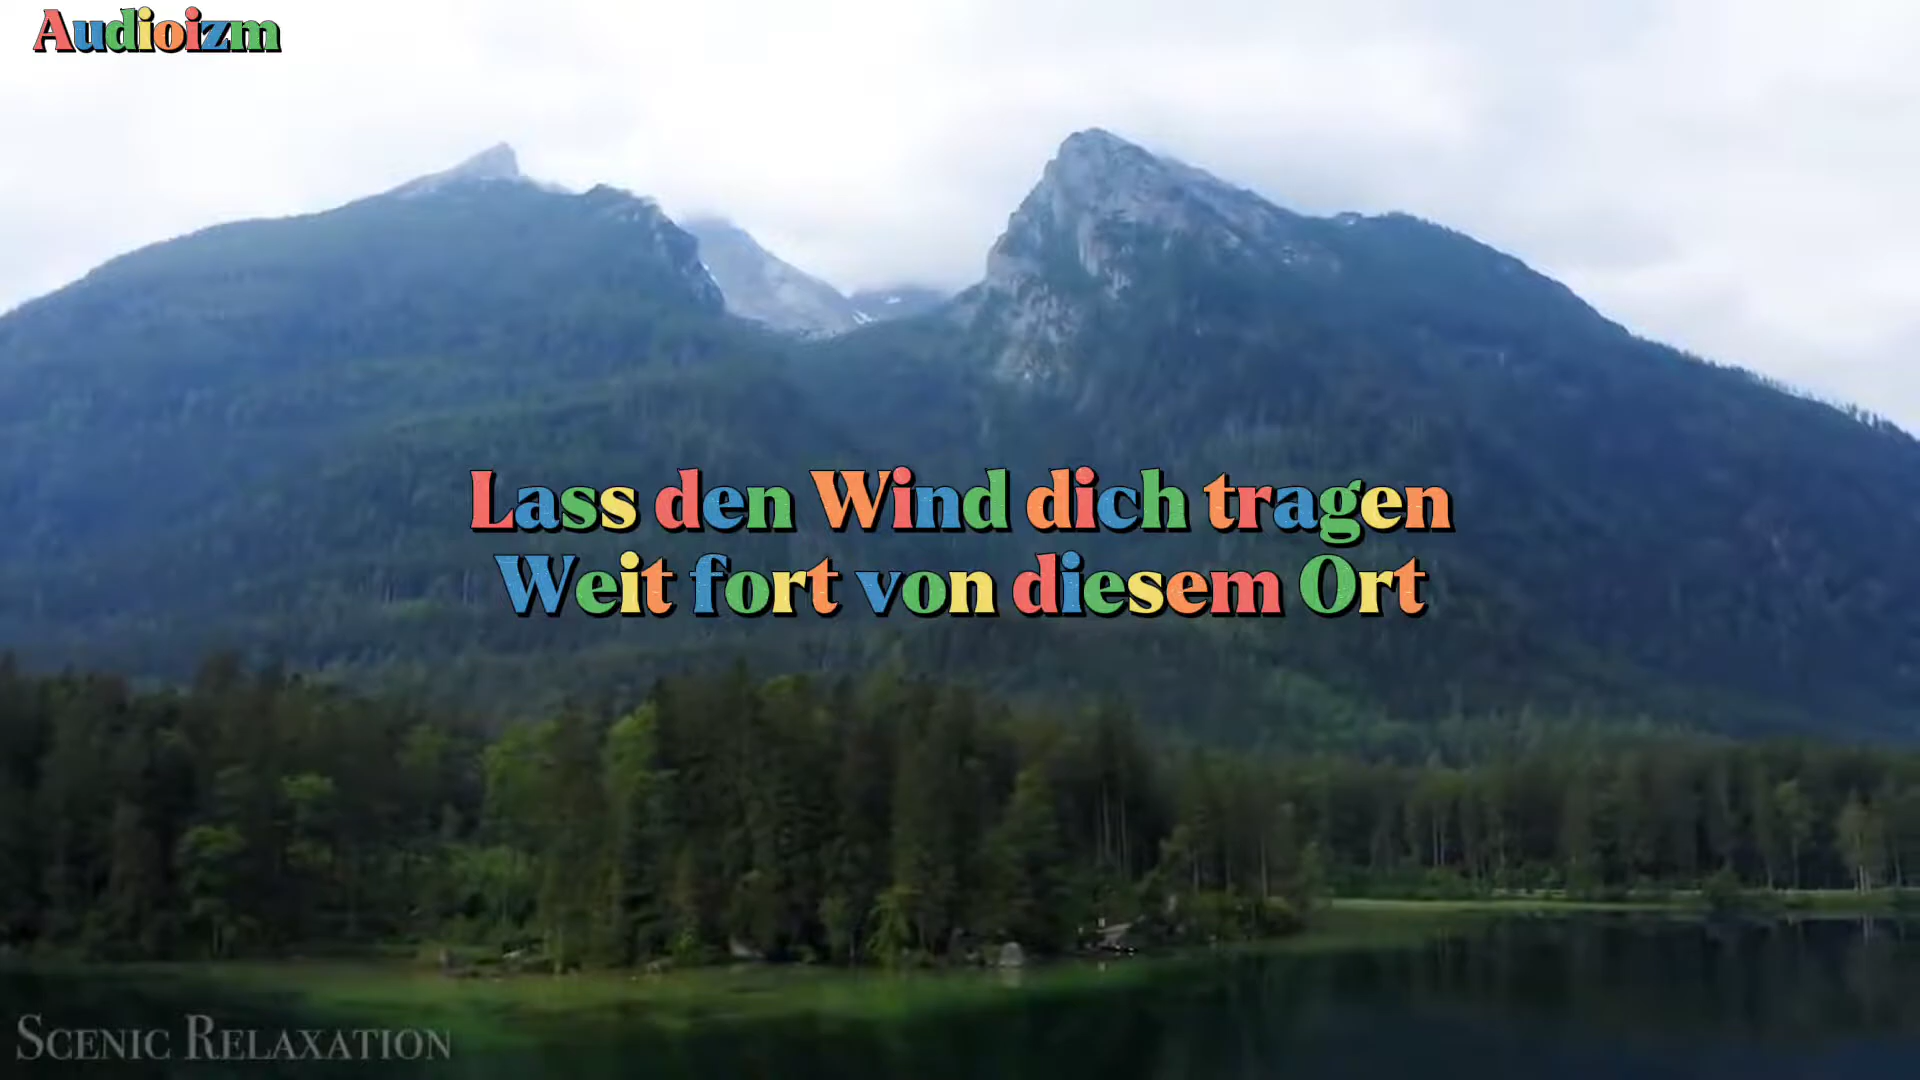 Audioizm
Lass den Wind dich tragen
Weit fort von diesem Ort
SCENIC RELAXATION